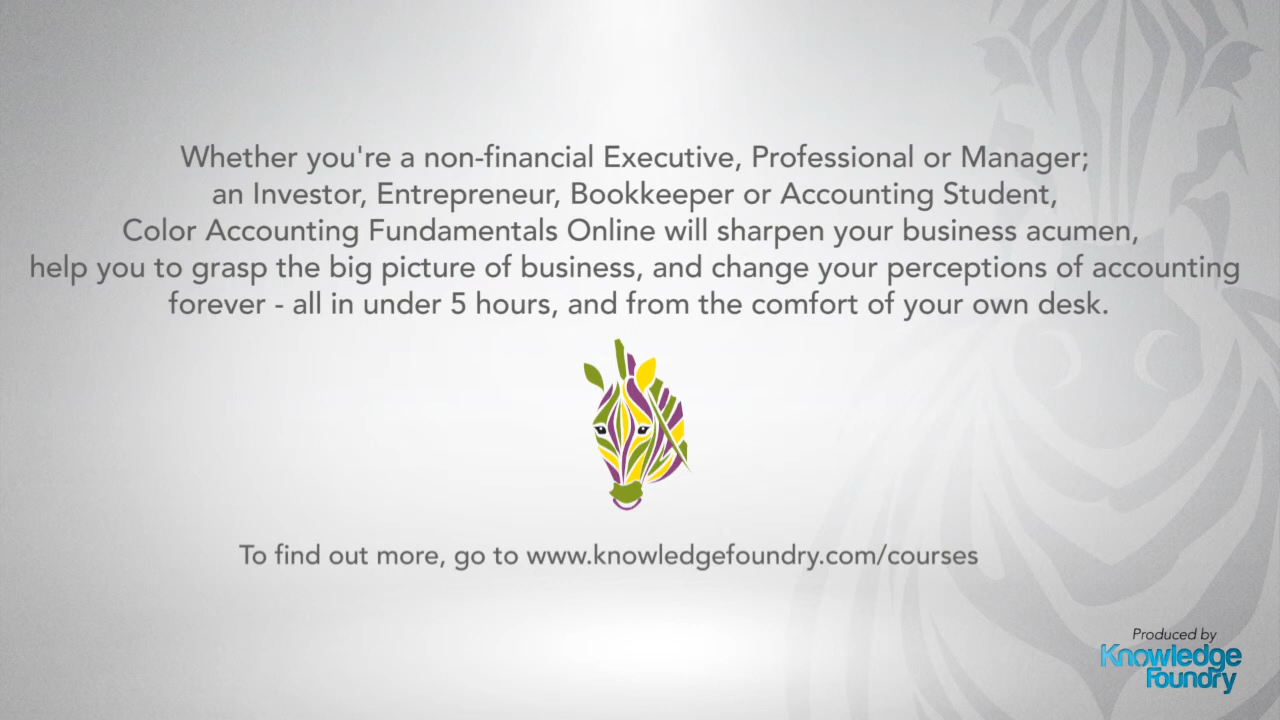 Whether you're a non-financial Executive, Professional or Manager;
an Investor, Entrepreneur, Bookkeeper or Accounting Student,
Color Accounting Fundamentals Online will sharpen your business acumen,
help you to grasp the big picture of business, and change your perceptions of accounting
forever - all in under 5 hours, and from the comfort of your own desk.
To find out more, go to www.knowledgefoundry.com/courses
Produced by
Knowledge
Foundry